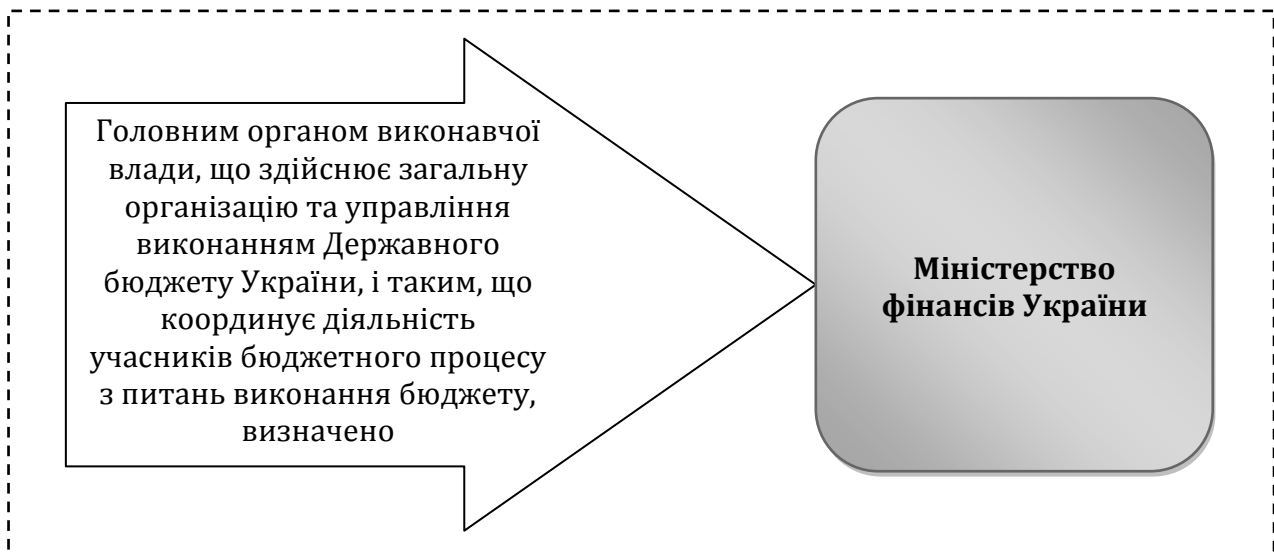 Головним органом виконавчої
влади, що здійснює загальну
організацію та управління
виконанням Державного
бюджету України, і таким, що
координує діяльність
учасників бюджетного процесу
з питань виконання бюджету,
визначено
Міністерство
фінансів України